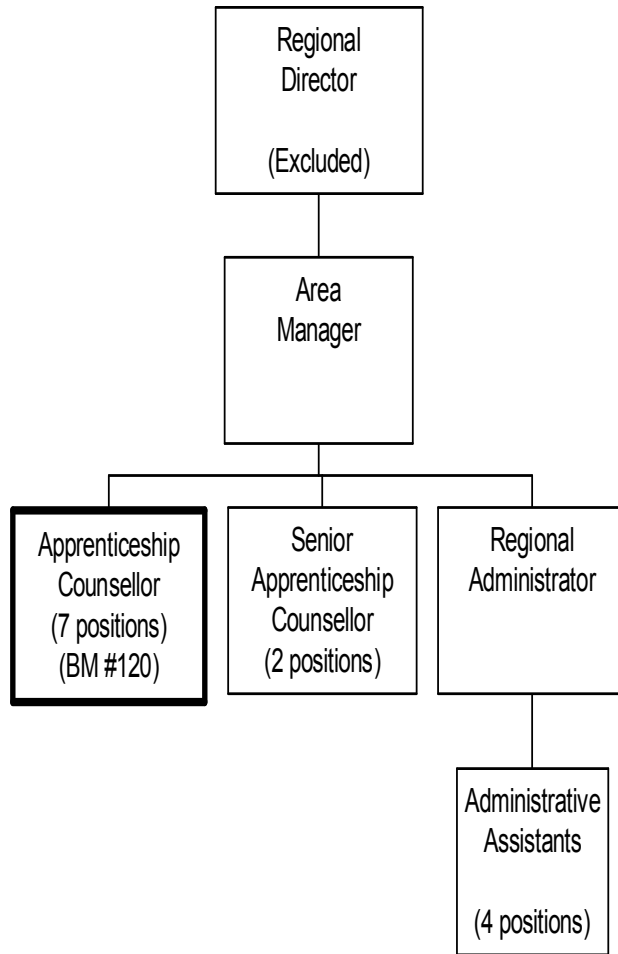 Regional
Director
(Excluded)
Area
Manager
Apprenticeship
Counsellor
(7 positions)
(BM #120)
Senior
Apprenticeship
Counsellor
(2 positions)
Regional
Administrator
Administrative
Assistants
(4 positions)